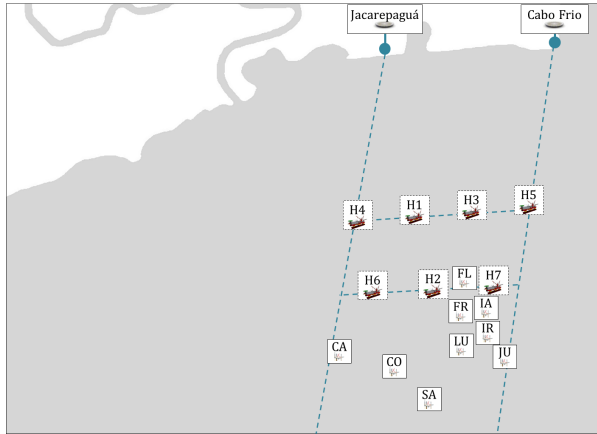 Jacarepaguá
Cabo Frio
H4
H1
H3
H5
H6
H2
FL
H7
FR
IA
IR
LU
JU
CA
CO
SA